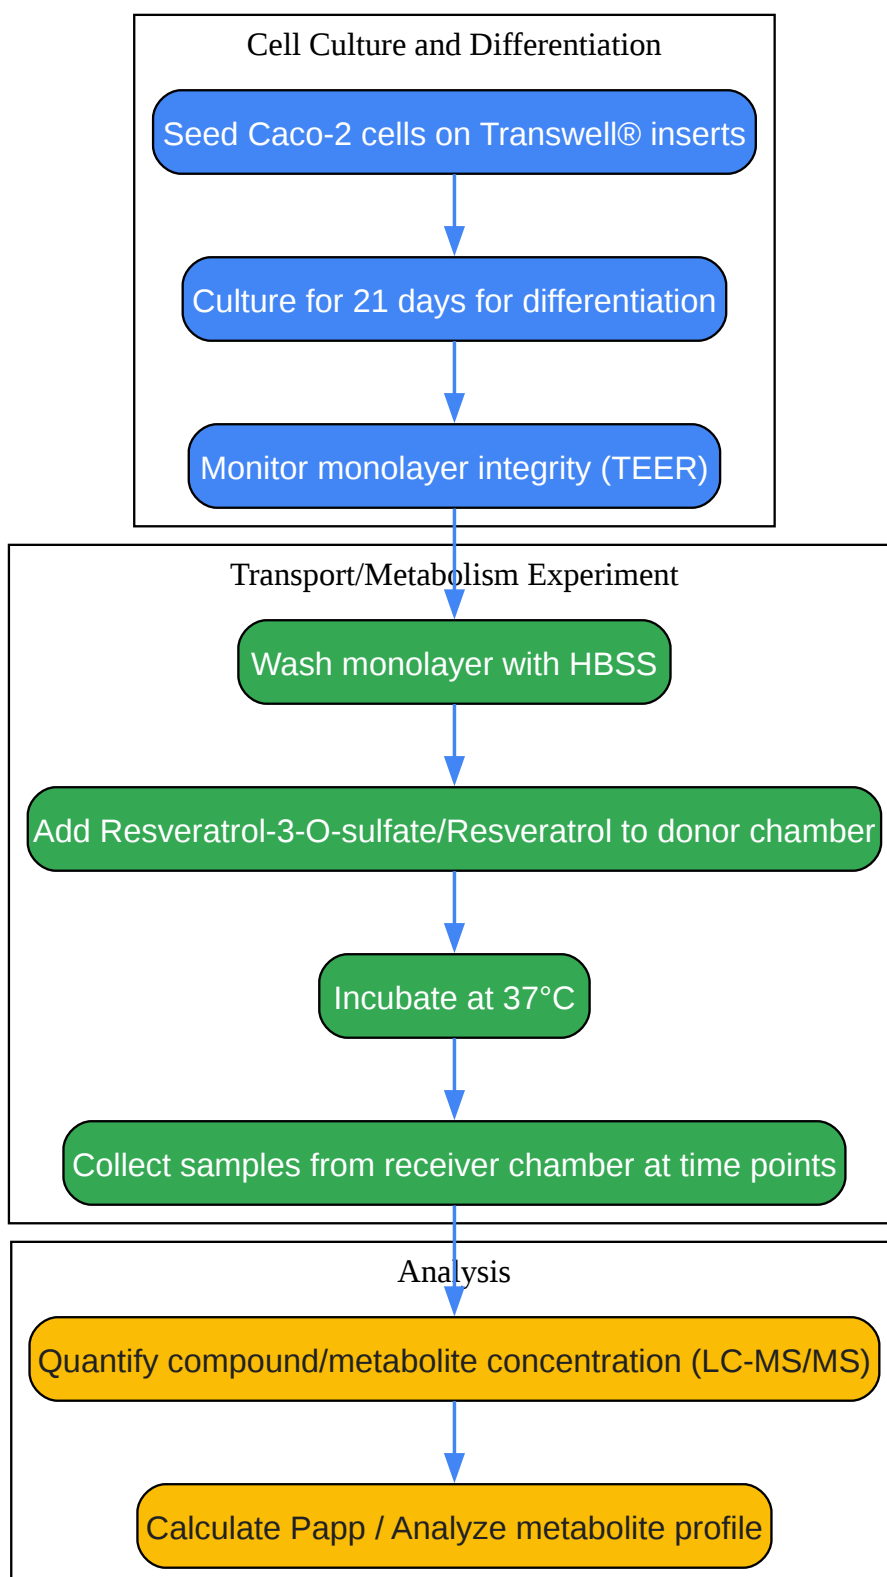 Cell Culture and Differentiation
Seed Caco-2 cells on Transwell® inserts
Culture for 21 days for differentiation
Monitor monolayer integrity (TEER)
Transport/Metabolism Experiment
Wash monolayer with HBSS
Add Resveratrol-3-O-sulfate/Resveratrol to donor chamber
Incubate at 37°C
Collect samples from receiver chamber at time points
Analysis
Quantify compound/metabolite concentration (LC-MS/MS)
Calculate Papp / Analyze metabolite profile